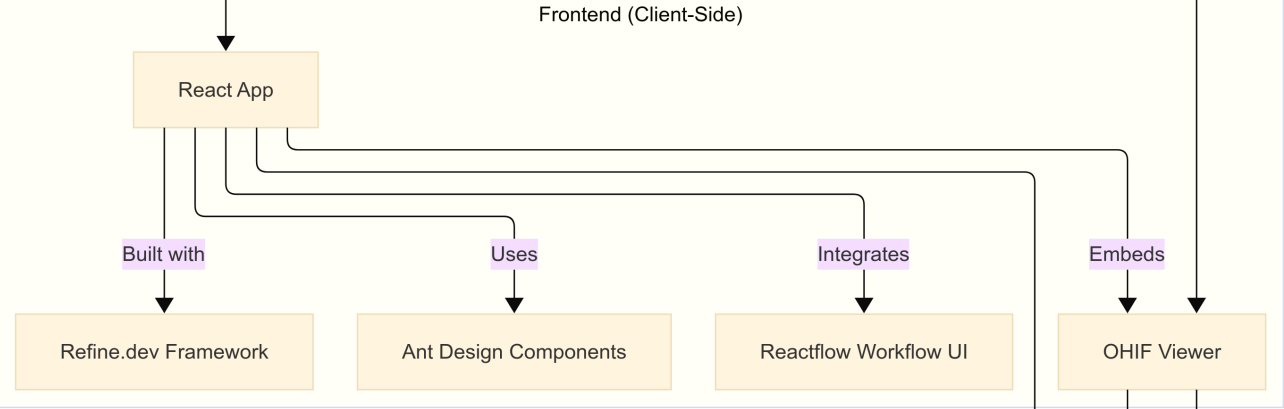 Frontend (Client-Side)
React App
Built with
Uses
Integrates
Embeds
Refine.dev Framework
Ant Design Components
Reactflow Workflow UI
OHIF Viewer